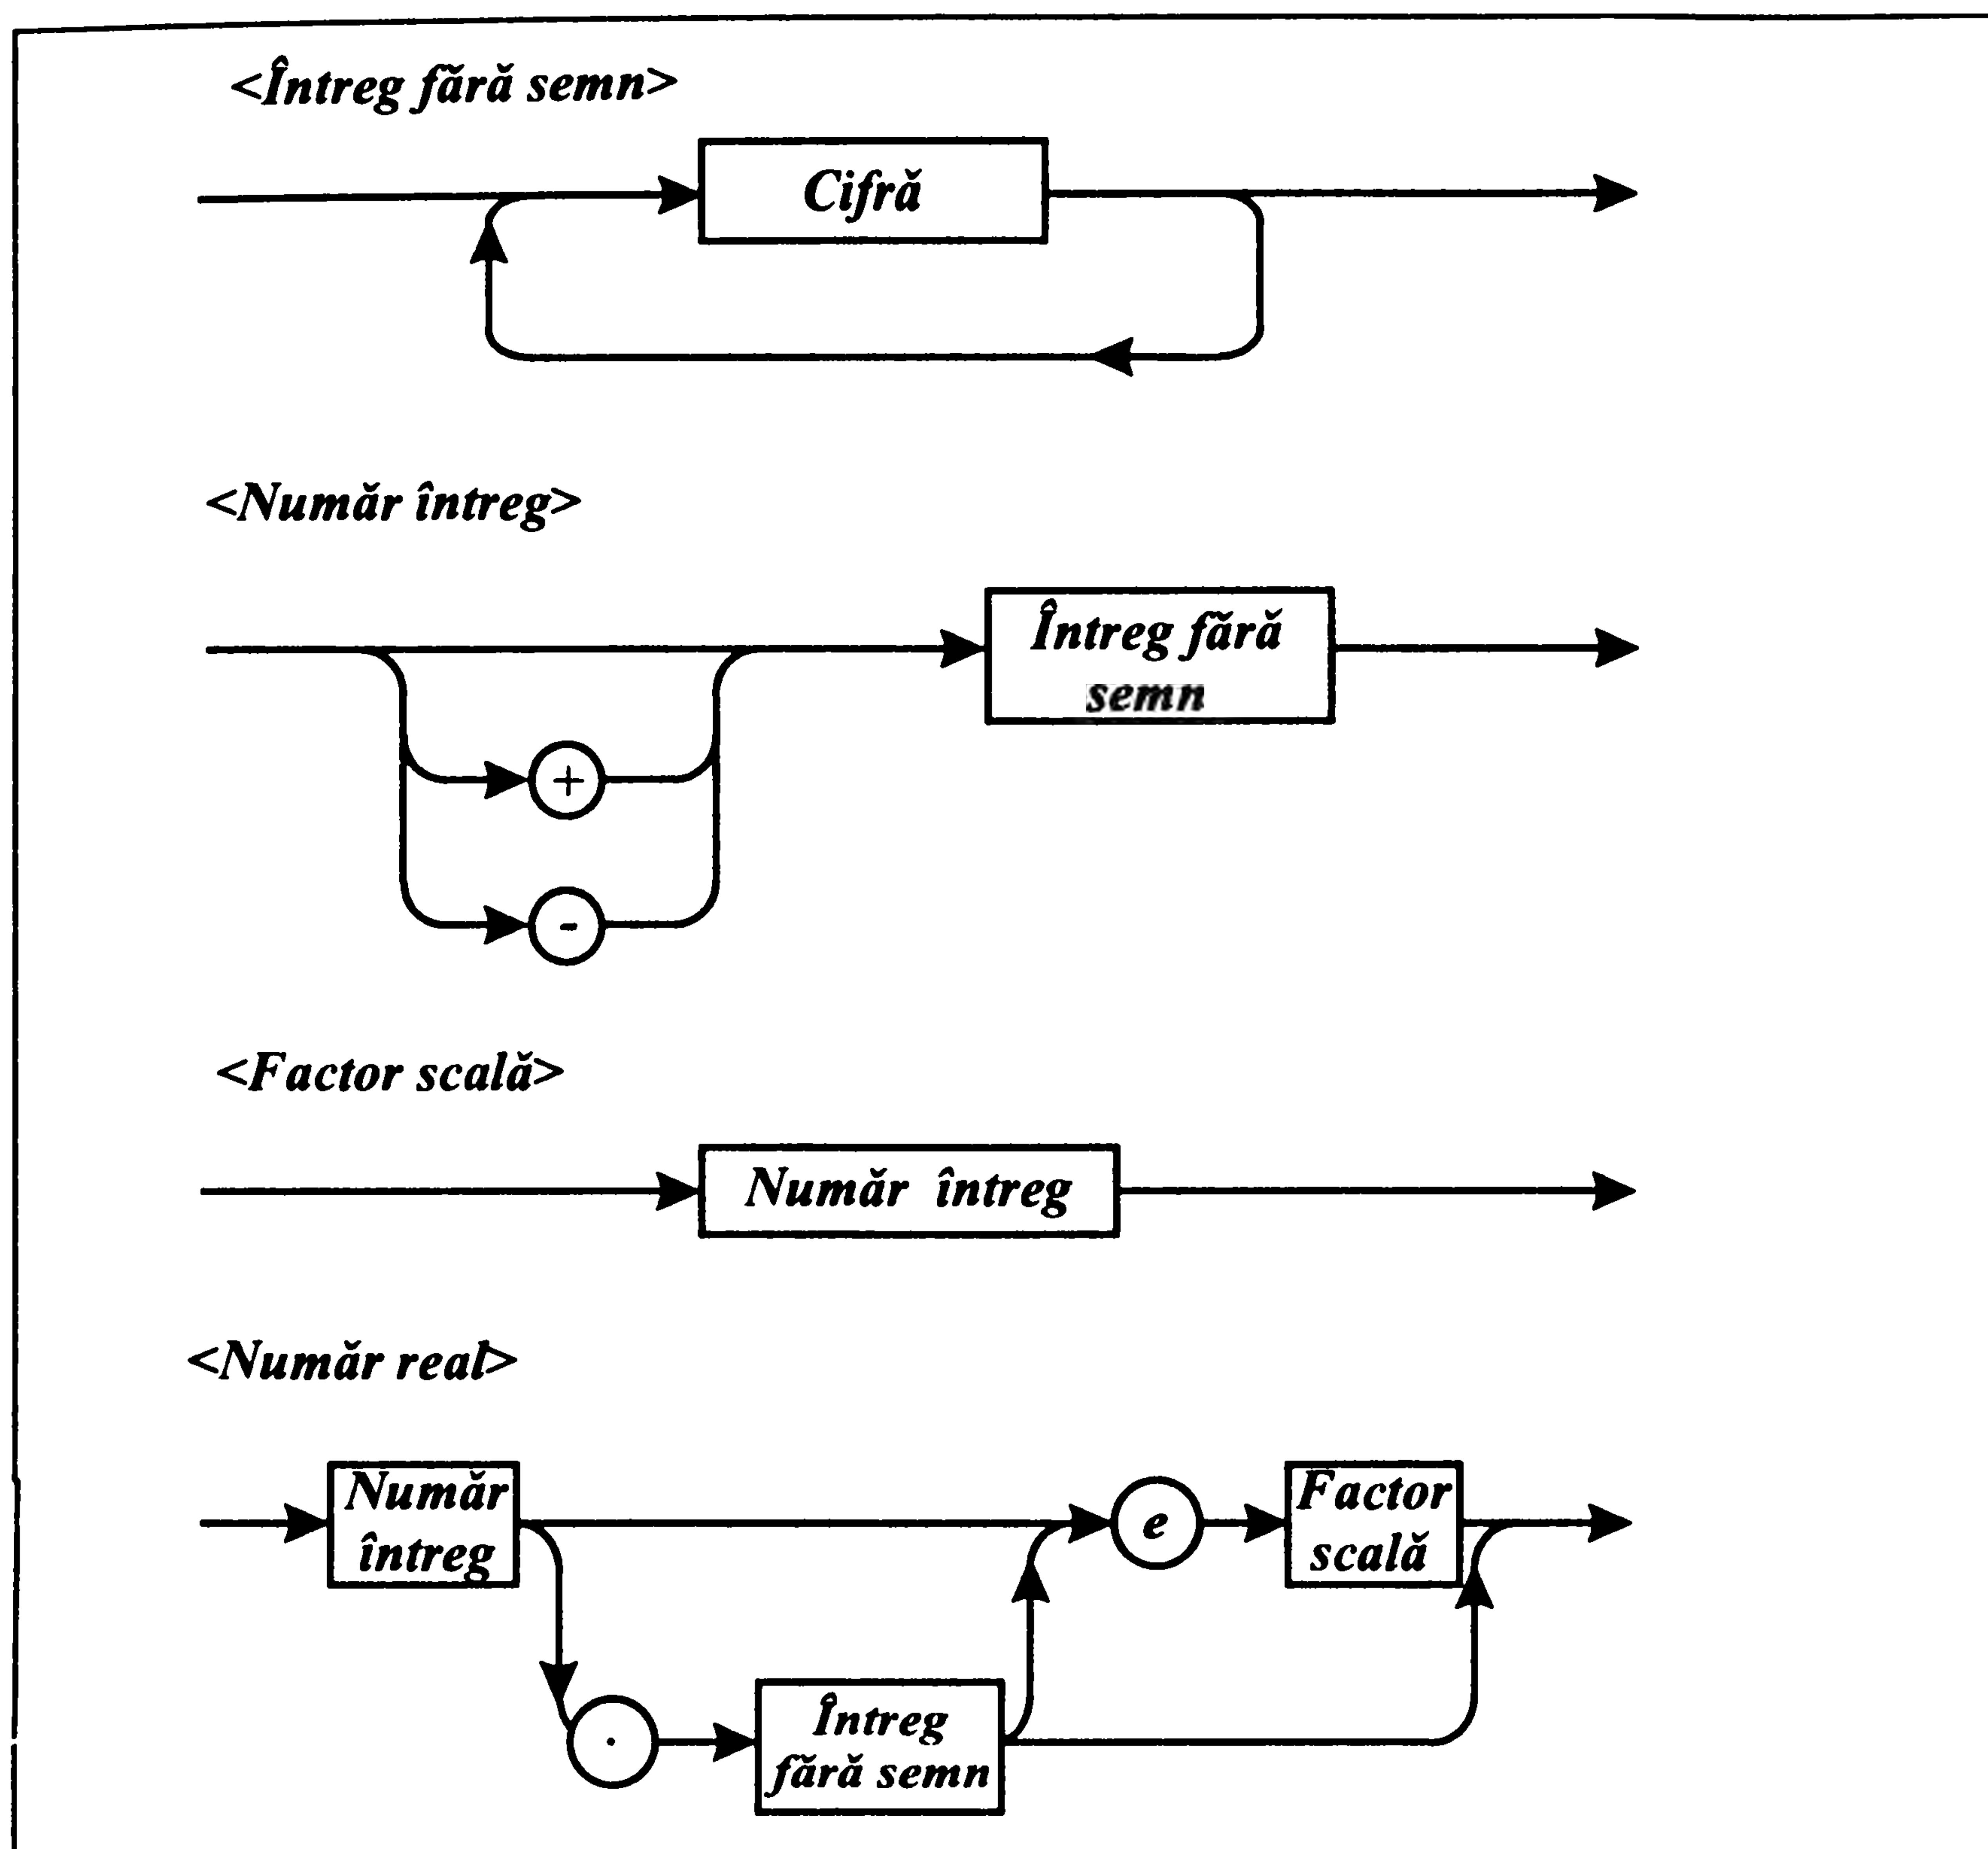 <Întreg fără semn>
Cifră
<Număr întreg>
Întreg fără
semn
+
-
<Factor scală>
Număr întreg
<Număr real>
Număr
întreg
e
Factor
scală
.
Întreg
fără semn